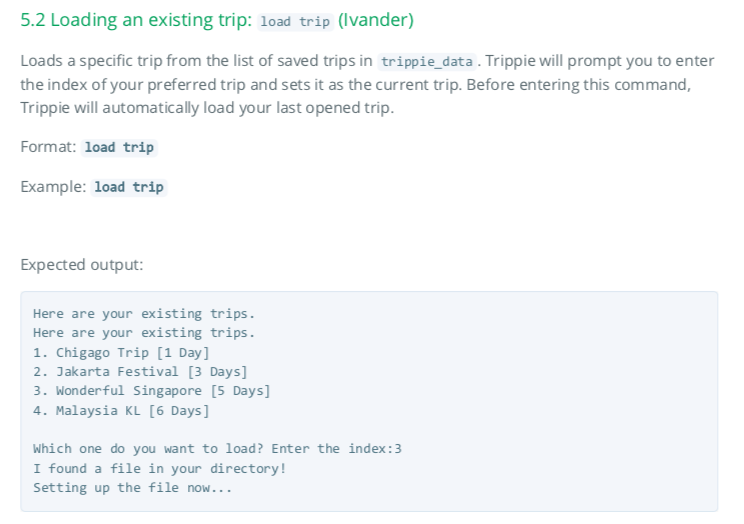 5.2 Loading an existing trip: load trip (Ivander)
Loads a specific trip from the list of saved trips in trippie_data. Trippie will prompt you to enter
the index of your preferred trip and sets it as the current trip. Before entering this command,
Trippie will automatically load your last opened trip.
Format: load trip
Example: load trip
Expected output:
Here are your existing trips.
Here are your existing trips.
1. Chigago Trip [1 Day]
2. Jakarta Festival [3 Days]
3. Wonderful Singapore [5 Days]
4. Malaysia KL [6 Days]
Which one do you want to load? Enter the index:3
I found a file in your directory!
Setting up the file now...